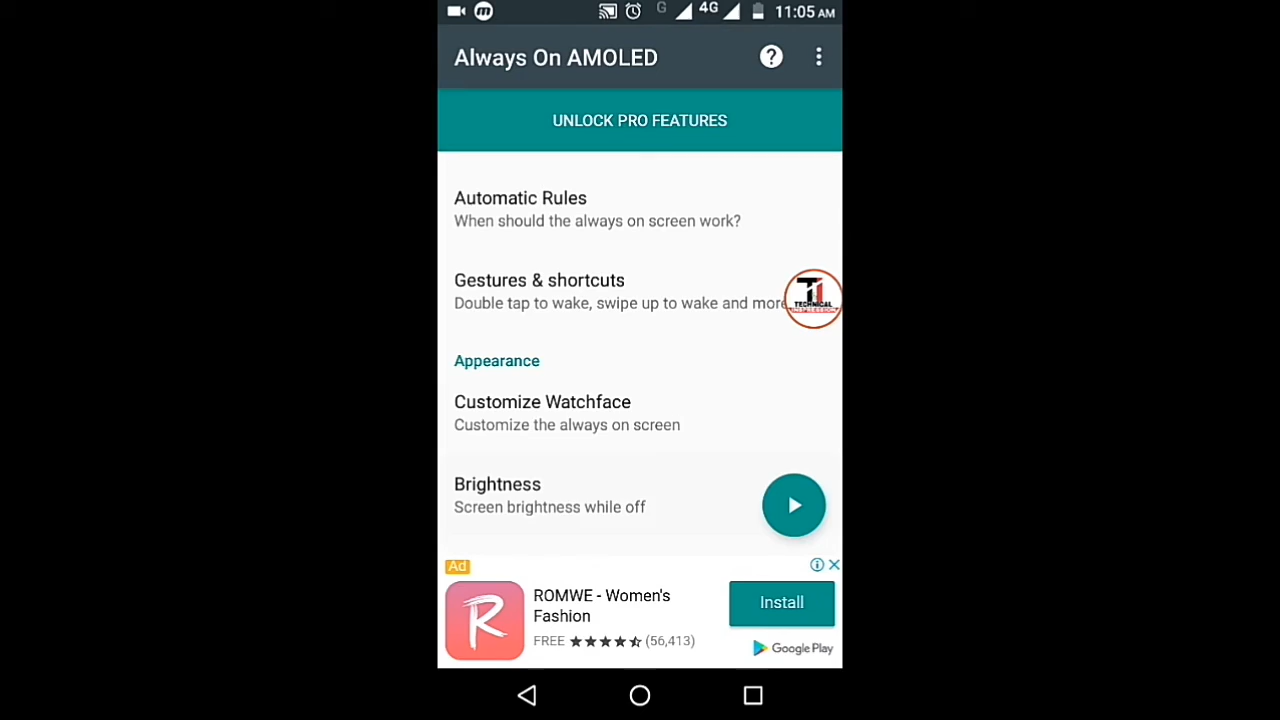 G 4G 11:05 AM
Always On AMOLED
UNLOCK PRO FEATURES
Automatic Rules
When should the always on screen work?
Gestures & shortcuts
Double tap to wake, swipe up to wake and more
TECHNICAL
Appearance
Customize Watchface
Customize the always on screen
Brightness
Screen brightness while off
Ad
ROMWE - Women's
Fashion
Install
FREE (56,413)
Google Play